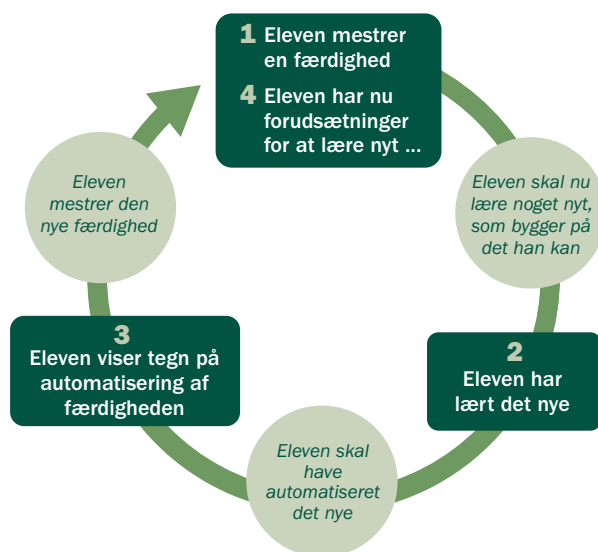 1 Eleven mestrer
en færdighed
4 Eleven har nu
forudsætninger
for at lære nyt ...
Eleven skal nu
lære noget nyt,
som bygger på
det han kan
2
Eleven har
lært det nye
Eleven skal
have
automatiseret
det nye
3
Eleven viser tegn på
automatisering af
færdigheden
Eleven
mestrer den
nye færdighed